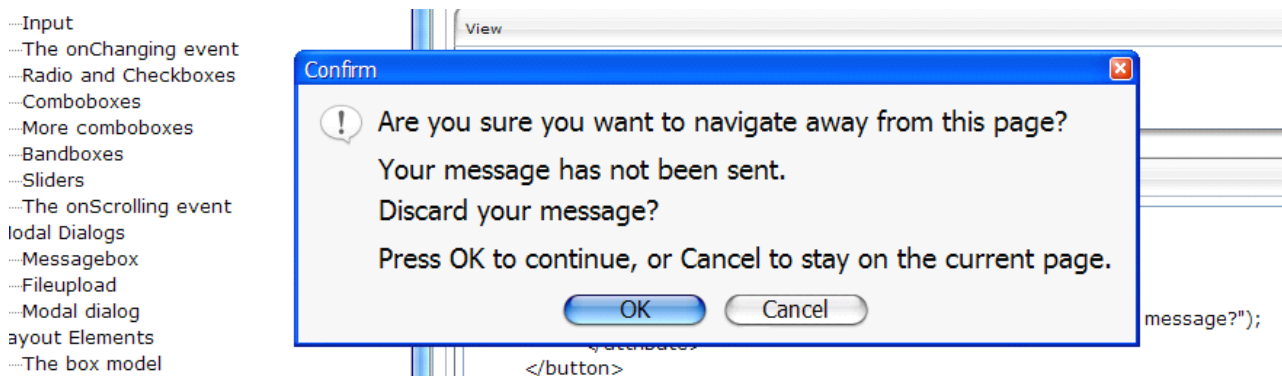 Input
The onChanging event
Radio and Checkboxes
Comboboxes
More comboboxes
Bandboxes
Sliders
The onScrolling event
odal Dialogs
Messagebox
Fileupload
Modal dialog
ayout Elements
The box model
View
Confirm
Are you sure you want to navigate away from this page?
Your message has not been sent.
Discard your message?
Press OK to continue, or Cancel to stay on the current page.
OK Cancel
message?");
</button>